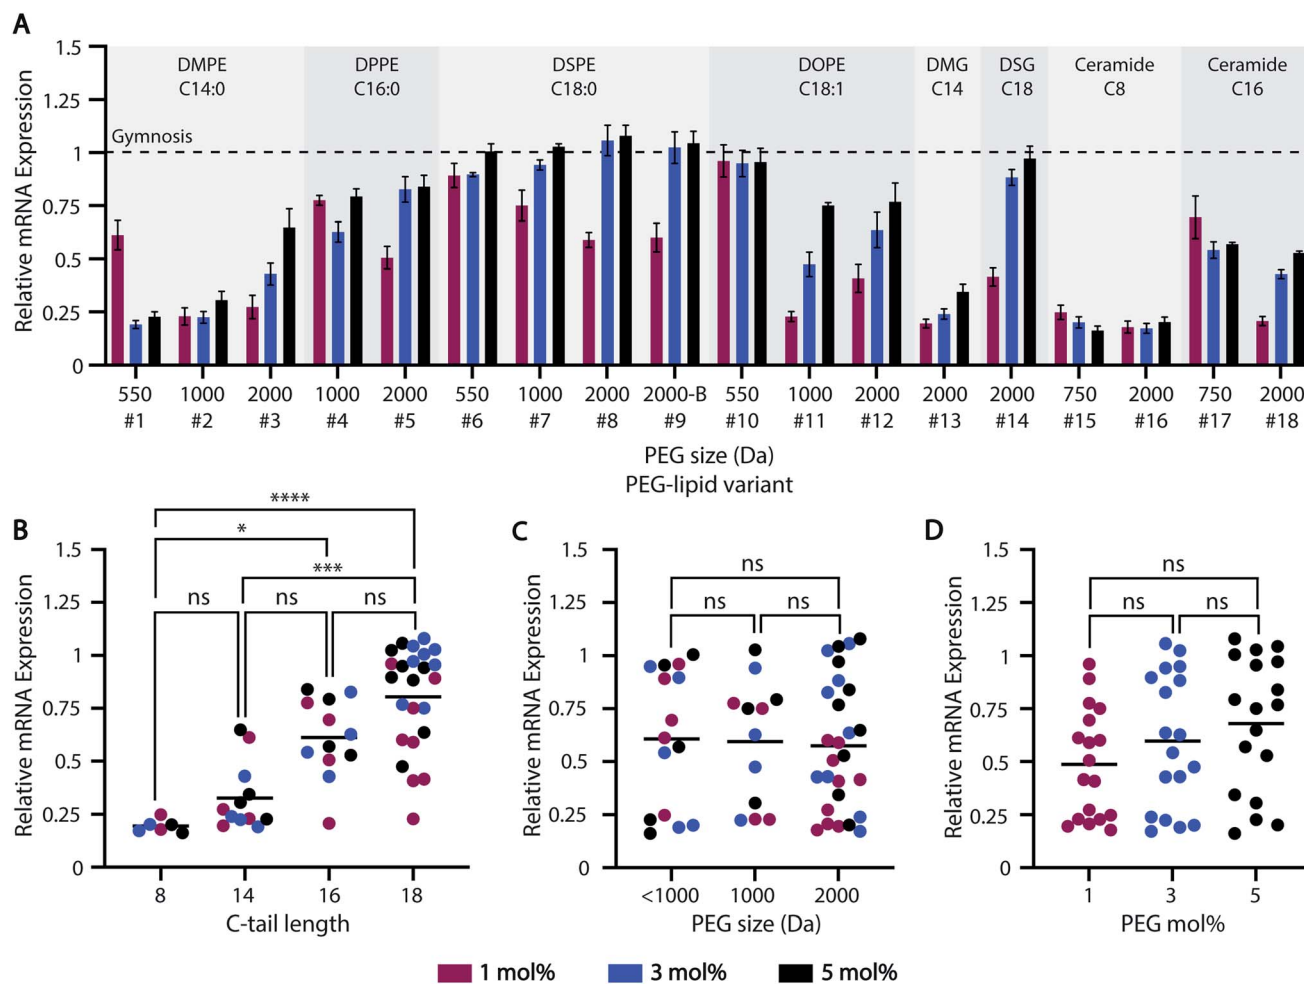 A
Relative mRNA Expression
1.5
1.25
1
0.75
0.5
0.25
0
DMPE DPPE DSPE DOPE DMG DSG Ceramide Ceramide
C14:0 C16:0 C18:0 C18:1 C14 C18 C8 C16
Gymnosis
550 1000 2000 1000 2000 550 1000 2000 2000-B 550 1000 2000 2000 2000 750 2000 750 2000
#1 #2 #3 #4 #5 #6 #7 #8 #9 #10 #11 #12 #13 #14 #15 #16 #17 #18
PEG size (Da)
PEG-lipid variant
B
Relative mRNA Expression
1.5
1.25
1
0.75
0.5
0.25
0
****
*
***
ns ns ns
8 14 16 18
C-tail length
C
Relative mRNA Expression
1.5
1.25
1
0.75
0.5
0.25
0
ns
ns ns
<1000 1000 2000
PEG size (Da)
D
Relative mRNA Expression
1.5
1.25
1
0.75
0.5
0.25
0
ns
ns ns
1 3 5
PEG mol%
1 mol% 3 mol% 5 mol%